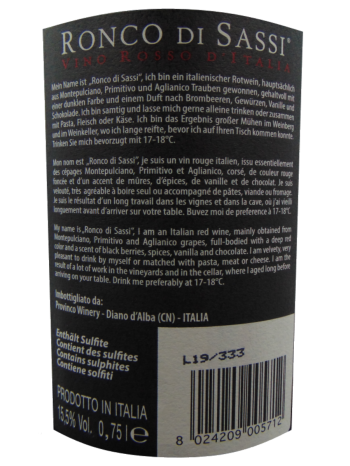 RONCO DI SASSI®
VINO ROSSO D'ITALIA
Mein Name ist „Ronco di Sassi", ich bin ein italienischer Rotwein, hauptsächlich
aus Montepulciano, Primitivo und Aglianico Trauben gewonnen, gehaltvoll mit
einer dunklen Farbe und einem Duft nach Brombeeren, Gewürzen, Vanille und
Schokolade. Ich bin samtig und lasse mich gerne alleine trinken oder zusammen
mit Pasta, Fleisch oder Käse. Ich bin das Ergebnis großer Mühen im Weinberg
und im Weinkeller, wo ich lange reifte, bevor ich auf Ihren Tisch kommen konnte.
Trinken Sie mich bevorzugt mit 17-18°C.
Mon nom est „Ronco di Sassi", je suis un vin rouge italien, issu essentiellement
des cépages Montepulciano, Primitivo et Aglianico, corsé, de couleur rouge
foncée et d'un accent de mûres, d'épices, de vanille et de chocolat. Je suis
velouté, très agréable à boire seul ou accompagné de pâtes, viande ou fromage.
Je suis le résultat d'un long travail dans les vignes et dans la cave, où j'ai vieilli
longuement avant d'arriver sur votre table. Buvez moi de preference à 17-18°C.
My name is „Ronco di Sassi", I am an Italian red wine, mainly obtained from
Montepulciano, Primitivo and Aglianico grapes, full-bodied with a deep red
color and a scent of black berries, spices, vanilla and chocolate. I am velvety, very
pleasant to drink by myself or matched with pasta, meat or cheese. I am the
result of a lot of work in the vineyards and in the cellar, where I aged long before
arriving on your table. Drink me preferably at 17-18°C.
Imbottigliato da:
Provinco Winery - Diano d'Alba (CN) - ITALIA
Enthält Sulfite
Contient des sulfites
Contains sulphites
Contiene solfiti
L19/333
PRODOTTO IN ITALIA
15,5% Vol. 0,75 l e
8 024209 005712